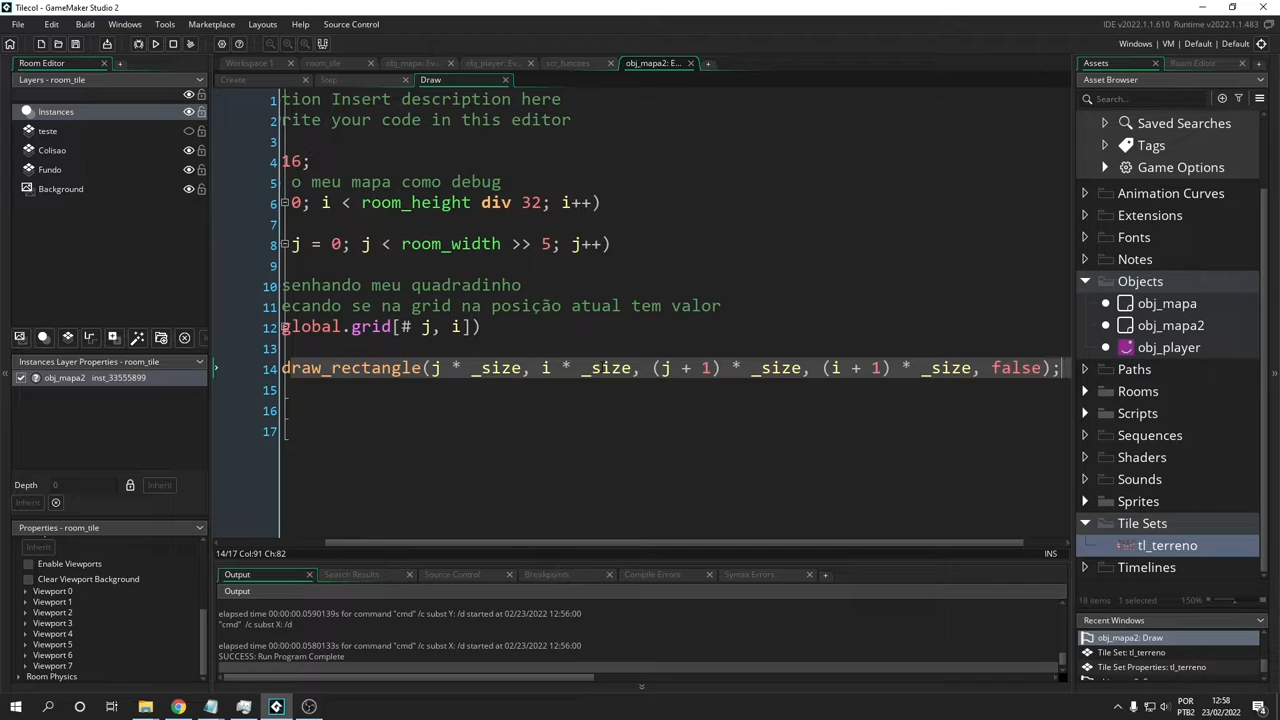 Tilecol - GameMaker Studio 2
File Edit Build Windows Tools Marketplace Layouts Help Source Control
IDE v2022.1.1.610 Runtime v2022.1.1.483
Windows | VM | Default | Default
Room Editor
Workspace 1
room_tile
obj_mapa: Ev...
obj_player: Ev...
scr_funcoes
obj_mapa2: E...
Assets
Room Editor
Layers - room_tile
Create
Step
Draw
Asset Browser
Search...
Instances
teste
Colisao
Fundo
Background
1 tion Insert description here
2 rite your code in this editor
3
4 16;
5 o meu mapa como debug
6 0; i < room_height div 32; i++)
7
8 j = 0; j < room_width >> 5; j++)
9
10 senhando meu quadradinho
11 ecando se na grid na posição atual tem valor
12 global.grid[# j, i])
13
14 draw_rectangle(j * _size, i * _size, (j + 1) * _size, (i + 1) * _size, false);
15
16
17
Saved Searches
Tags
Game Options
Animation Curves
Extensions
Fonts
Notes
Objects
obj_mapa
obj_mapa2
obj_player
Paths
Rooms
Scripts
Sequences
Shaders
Sounds
Sprites
Tile Sets
tl_terreno
Timelines
Instances Layer Properties - room_tile
obj_mapa2 inst_33555899
Depth 0 Inherit
Inherit
Properties - room_tile
Inherit
Enable Viewports
Clear Viewport Background
Viewport 0
Viewport 1
Viewport 2
Viewport 3
Viewport 4
Viewport 5
Viewport 6
Viewport 7
Room Physics
14/17 Col:91 Ch:82
INS
Output
Search Results
Source Control
Breakpoints
Compile Errors
Syntax Errors
Output
elapsed time 00:00:00.0590139s for command "cmd" /c subst Y: /d started at 02/23/2022 12:56:00
"cmd" /c subst X: /d
elapsed time 00:00:00.0580133s for command "cmd" /c subst X: /d started at 02/23/2022 12:56:00
SUCCESS: Run Program Complete
18 items 1 selected 150%
Recent Windows
obj_mapa2: Draw
Tile Set: tl_terreno
Tile Set Properties: tl_terreno
POR
PTB2
12:58
23/02/2022
4